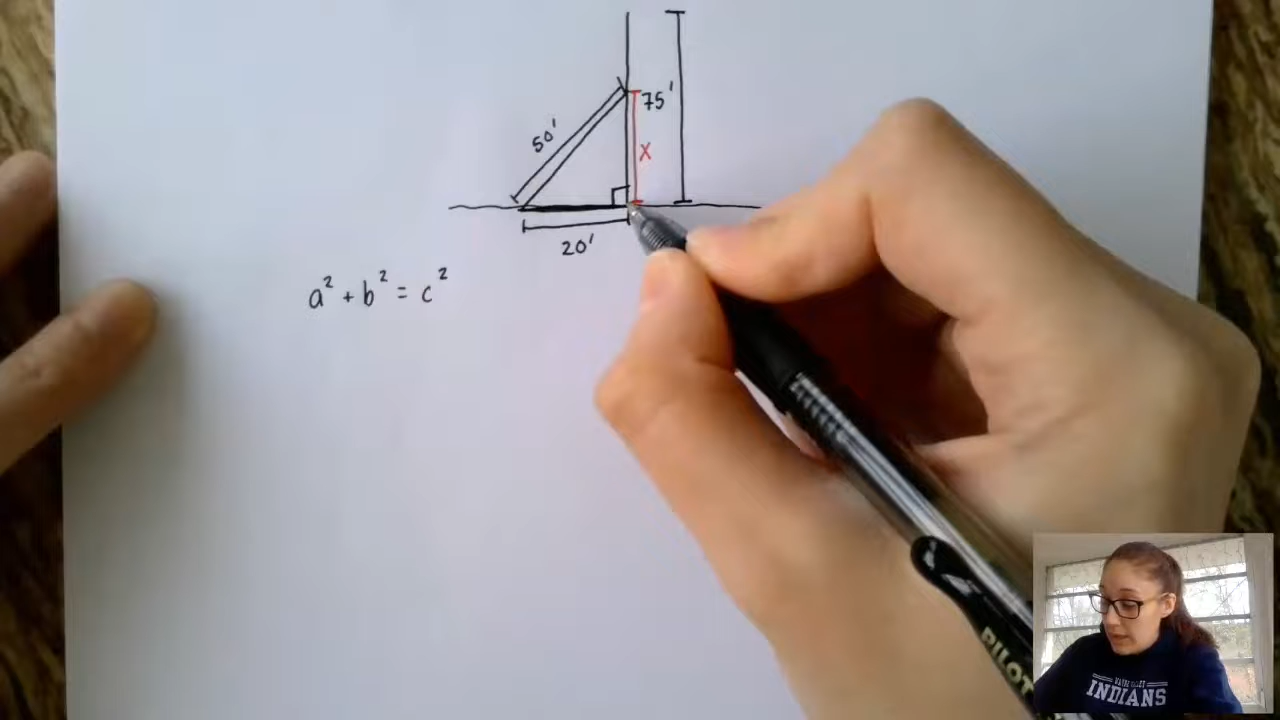 75'
50'
X
20'
a² + b² = c²
PILOT
INDIANS